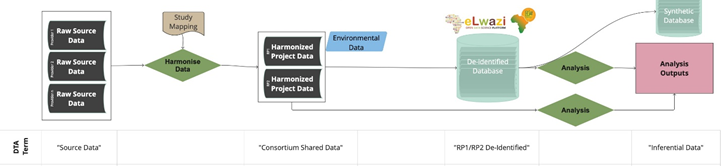 Study
Mapping
Raw Source
Data
Raw Source
Data
Raw Source
Data
Harmonise
Data
Harmonized
Project Data
Harmonized
Project Data
Environmental
Data
eLwazi
De-Identified
Database
Synthetic
Database
Analysis
Analysis
Analysis
Outputs
DTA
Term
"Source Data"
"Consortium Shared Data"
"RP1/RP2 De-Identified"
"Inferential Data"